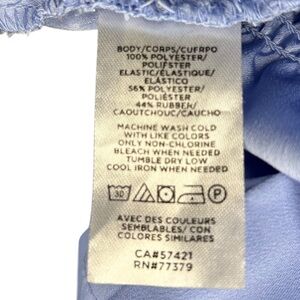 BODY/CORPS/CUERPO
100% POLYESTER/
POLIÉSTER
ELASTIC/ÉLASTIQUE/
ELÁSTICO
56% POLYESTER/
POLIÉSTER
44% RUBBER/
CAOUTCHOUC/CAUCHO
MACHINE WASH COLD
WITH LIKE COLORS
ONLY NON-CHLORINE
BLEACH WHEN NEEDED
TUMBLE DRY LOW
COOL IRON WHEN NEEDED
30 P
AVEC DES COULEURS
SEMBLABLES/ CON
COLORES SIMILARES
CA#57421
RN#77379